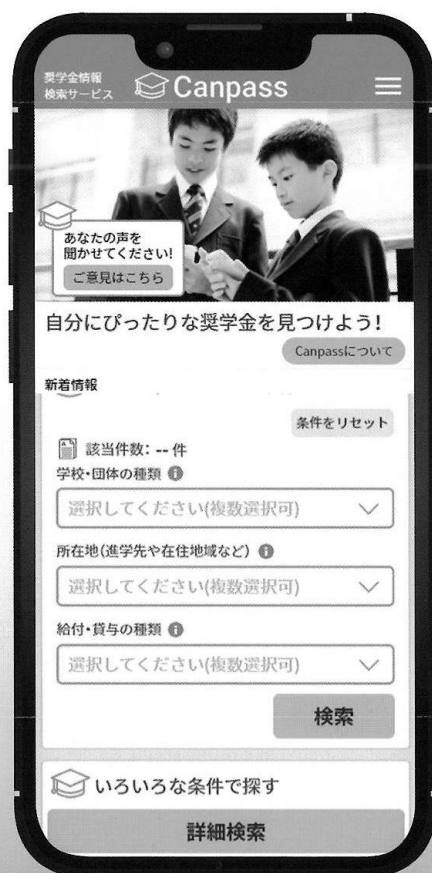 奨学金情報
検索サービス
Canpass
あなたの声を
聞かせてください!
ご意見はこちら
自分にぴったりな奨学金を見つけよう!
Canpassについて
新着情報
条件をリセット
該当件数: -- 件
学校・団体の種類
選択してください(複数選択可)
所在地(進学先や在住地域など)
選択してください(複数選択可)
給付・貸与の種類
選択してください(複数選択可)
検索
いろいろな条件で探す
詳細検索